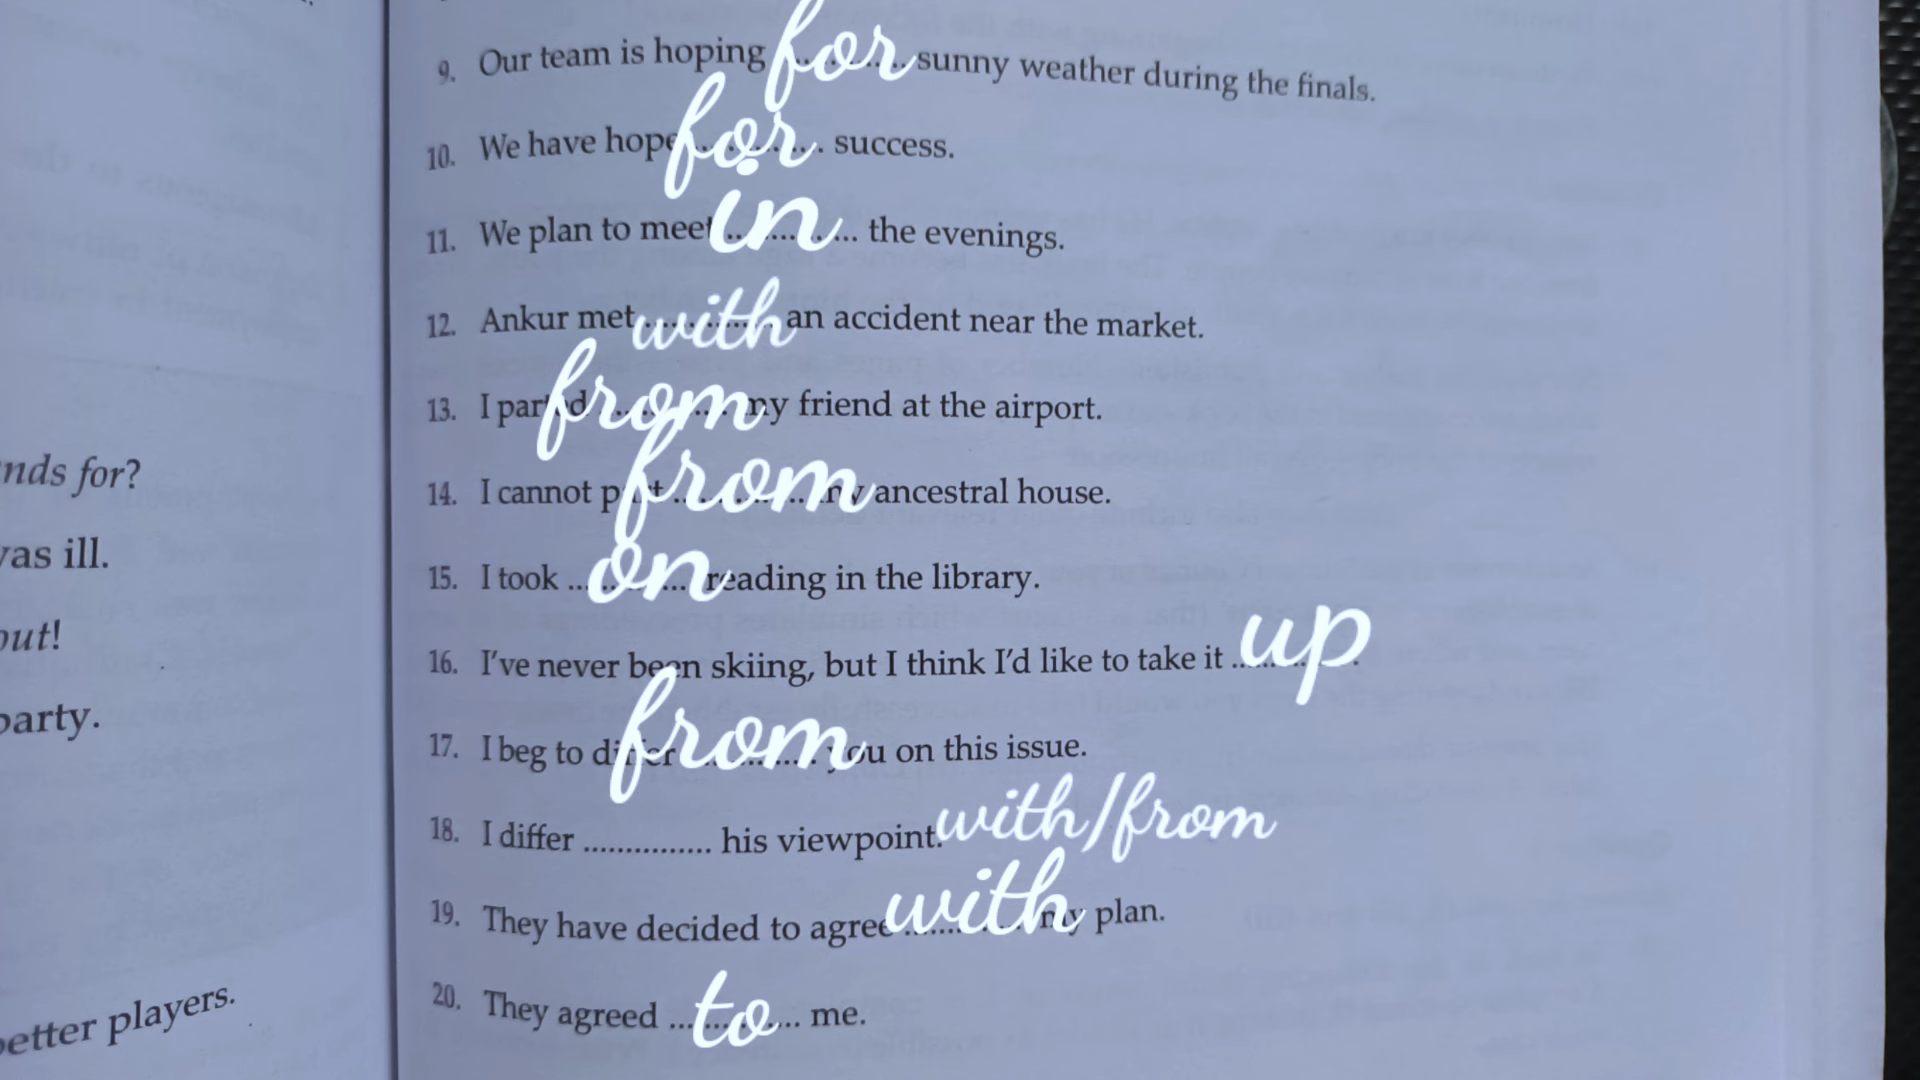 9. Our team is hoping for sunny weather during the finals.
10. We have hope for success.
11. We plan to meet in the evenings.
12. Ankur met with an accident near the market.
13. I parted from my friend at the airport.
14. I cannot part from my ancestral house.
nds for?
15. I took on reading in the library.
vas ill.
16. I've never been skiing, but I think I'd like to take it up.
out!
17. I beg to differ from you on this issue.
party.
18. I differ ............... his viewpoint. with/from
19. They have decided to agree with my plan.
20. They agreed to me.
better players.